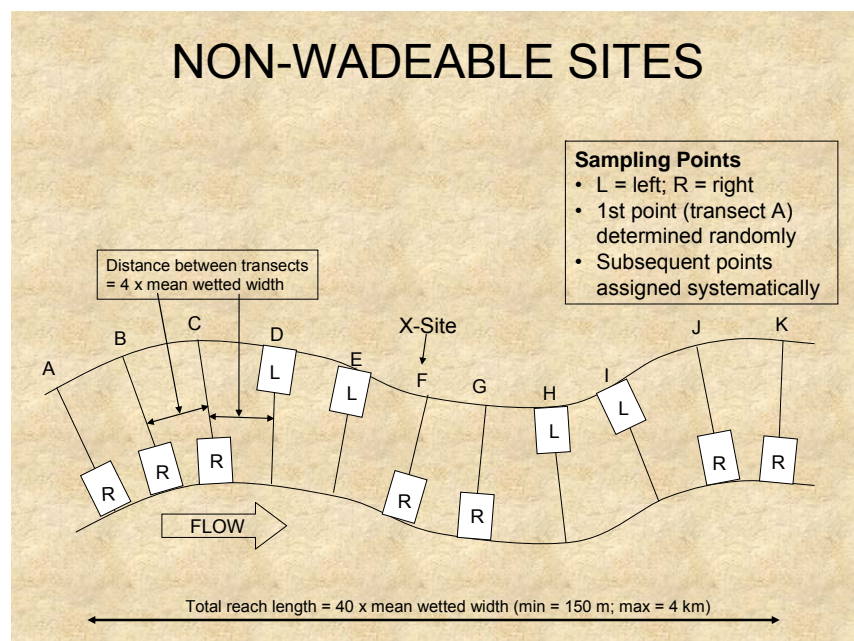 NON-WADEABLE SITES
Sampling Points
• L = left; R = right
• 1st point (transect A)
determined randomly
• Subsequent points
assigned systematically
Distance between transects
= 4 x mean wetted width
X-Site
A
B
C
D
E
F
G
H
I
J
K
R
R
R
L
L
R
R
L
L
R
R
FLOW
Total reach length = 40 x mean wetted width (min = 150 m; max = 4 km)